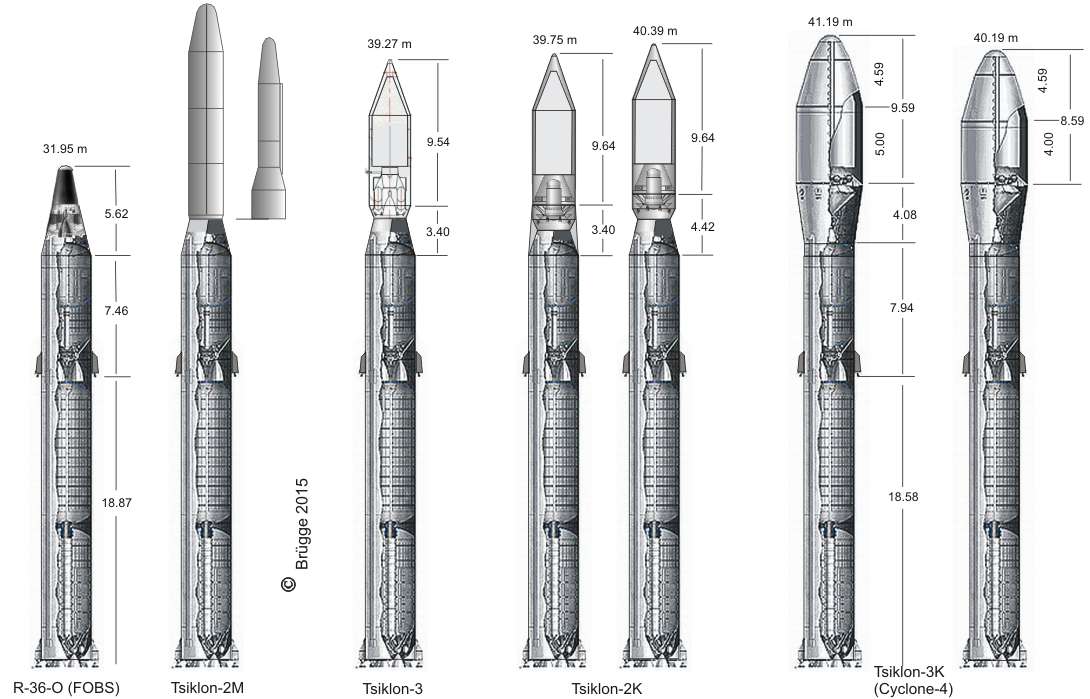 31.95 m
5.62
7.46
18.87
39.27 m
9.54
3.40
39.75 m
9.64
3.40
40.39 m
9.64
4.42
41.19 m
4.59
9.59
5.00
4.08
7.94
18.58
40.19 m
4.59
8.59
4.00
© Brügge 2015
R-36-O (FOBS)
Tsiklon-2M
Tsiklon-3
Tsiklon-2K
Tsiklon-3K
(Cyclone-4)